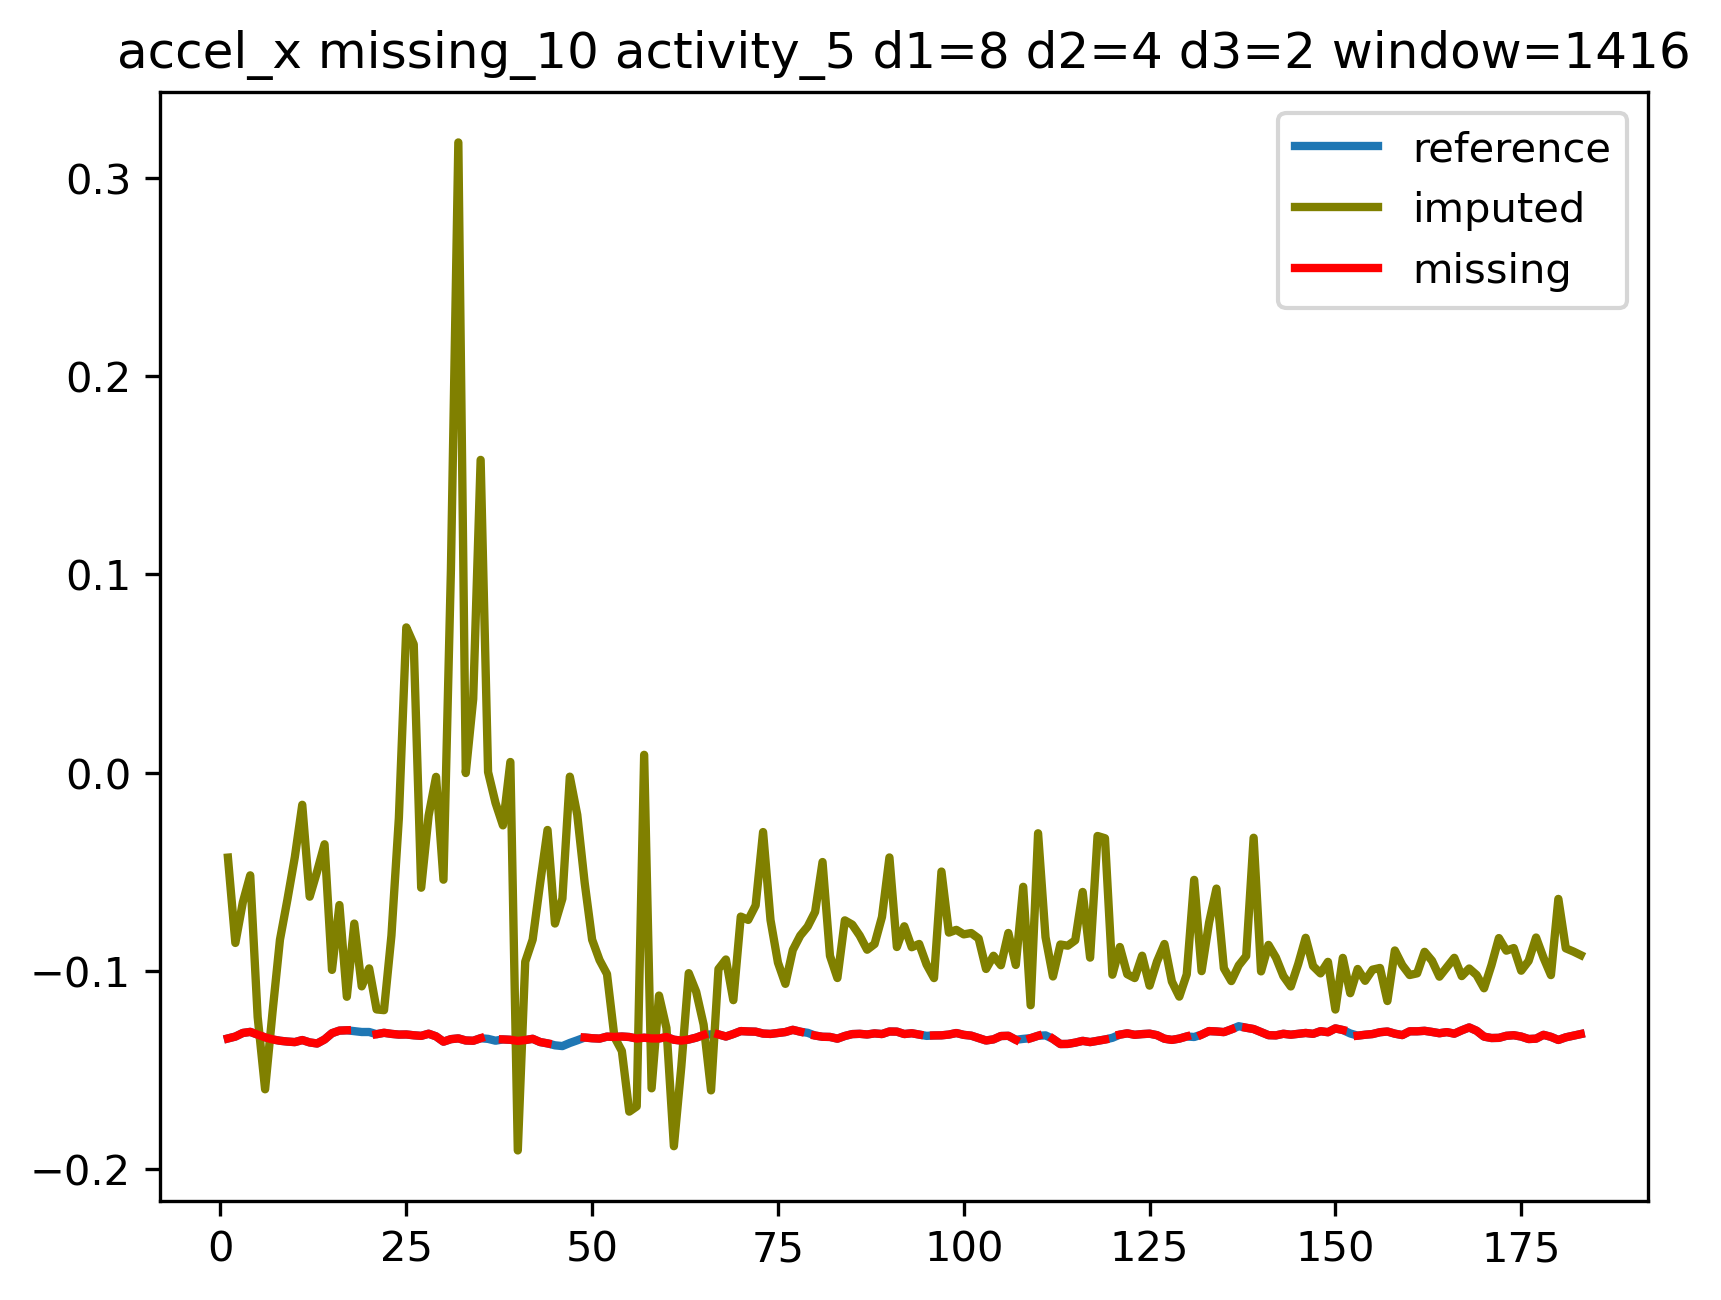 accel_x missing_10 activity_5 d1=8 d2=4 d3=2 window=1416
reference
imputed
missing
0.3
0.2
0.1
0.0
−0.1
−0.2
0 25 50 75 100 125 150 175